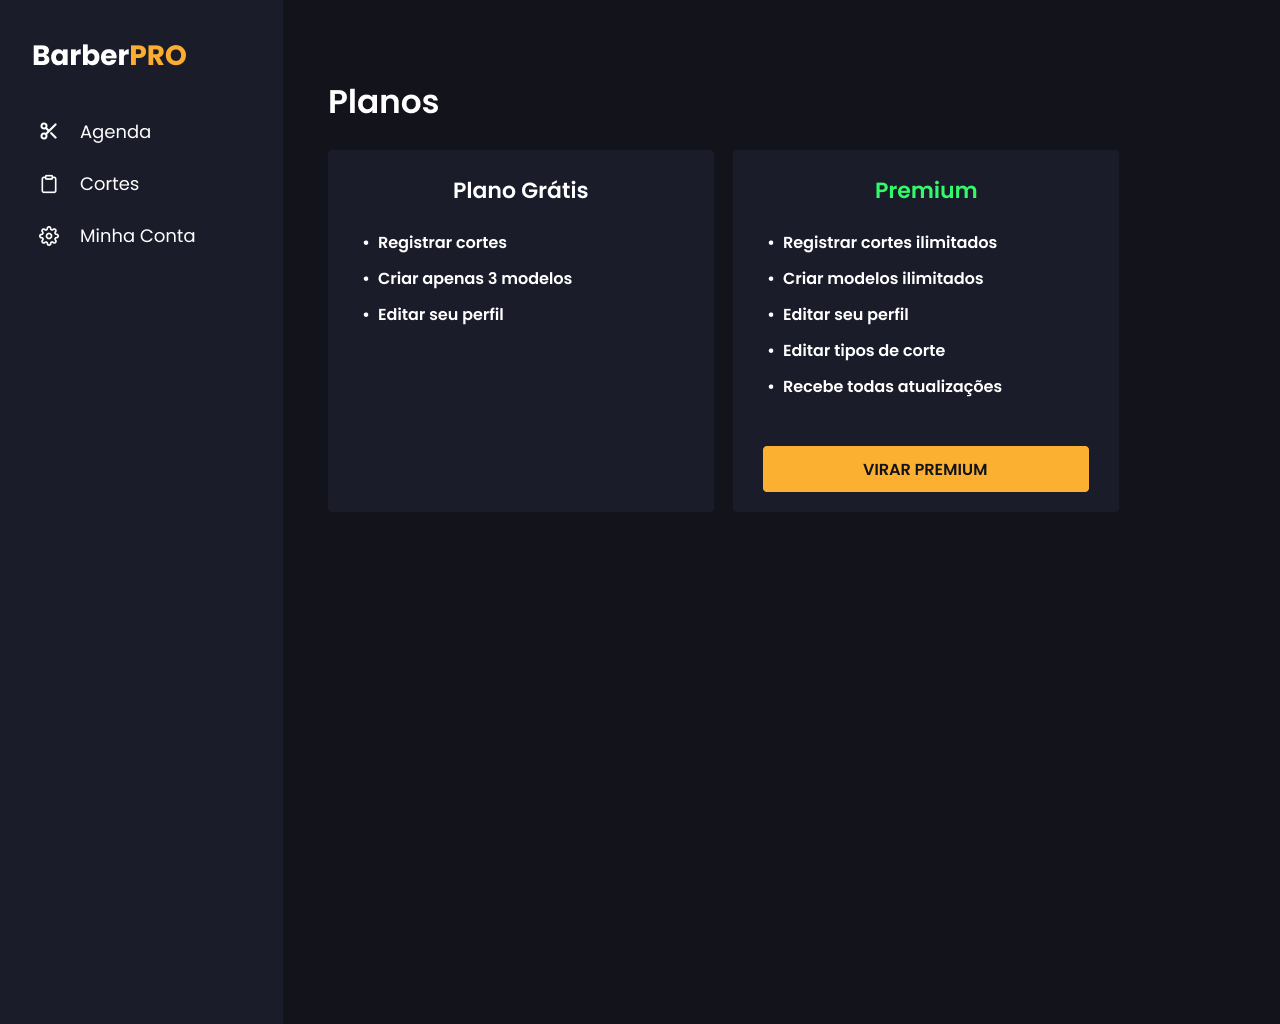 BarberPRO
Agenda
Cortes
Minha Conta
Planos
Plano Grátis
• Registrar cortes
• Criar apenas 3 modelos
• Editar seu perfil
Premium
• Registrar cortes ilimitados
• Criar modelos ilimitados
• Editar seu perfil
• Editar tipos de corte
• Recebe todas atualizações
VIRAR PREMIUM